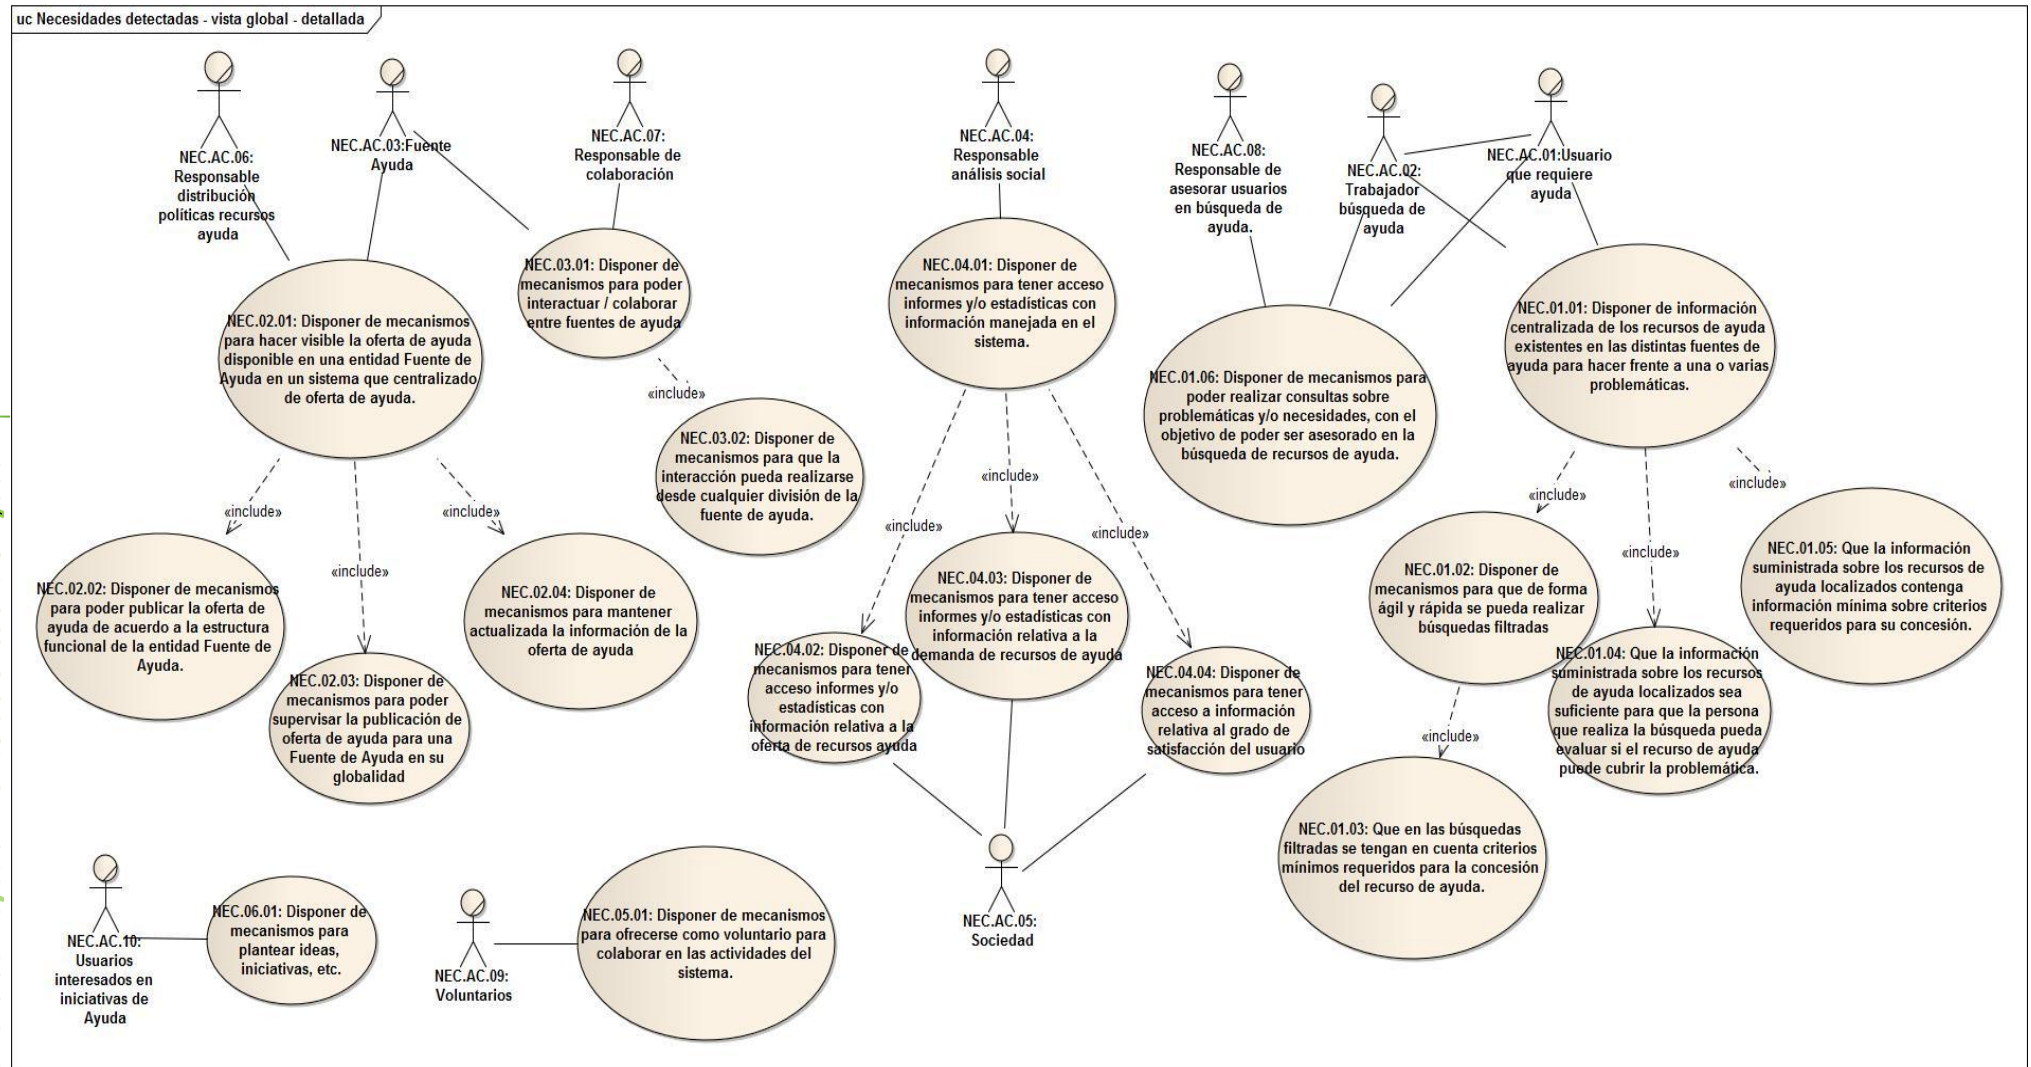 uc Necesidades detectadas - vista global - detallada
NEC.AC.06:
Responsable
distribución
políticas recursos
ayuda
NEC.AC.03:Fuente
Ayuda
NEC.AC.07:
Responsable de
colaboración
NEC.AC.04:
Responsable
análisis social
NEC.AC.08:
Responsable de
asesorar usuarios
en búsqueda de
ayuda.
NEC.AC.02:
Trabajador
búsqueda de
ayuda
NEC.AC.01:Usuario
que requiere
ayuda
NEC.02.01: Disponer de mecanismos
para hacer visible la oferta de ayuda
disponible en una entidad Fuente de
Ayuda en un sistema que centralizado
de oferta de ayuda.
NEC.03.01: Disponer de
mecanismos para poder
interactuar / colaborar
entre fuentes de ayuda
NEC.04.01: Disponer de
mecanismos para tener acceso
informes y/o estadísticas con
información manejada en el
sistema.
NEC.01.06: Disponer de mecanismos para
poder realizar consultas sobre
problemáticas y/o necesidades, con el
objetivo de poder ser asesorado en la
búsqueda de recursos de ayuda.
NEC.01.01: Disponer de información
centralizada de los recursos de ayuda
existentes en las distintas fuentes de
ayuda para hacer frente a una o varias
problemáticas.
«include»
NEC.03.02: Disponer de
mecanismos para que la
interacción pueda realizarse
desde cualquier división de la
fuente de ayuda.
«include»
«include»
«include»
«include»
«include»
«include»
«include»
«include»
«include»
NEC.02.02: Disponer de mecanismos
para poder publicar la oferta de
ayuda de acuerdo a la estructura
funcional de la entidad Fuente de
Ayuda.
NEC.02.03: Disponer de
mecanismos para poder
supervisar la publicación de
oferta de ayuda para una
Fuente de Ayuda en su
globalidad
NEC.02.04: Disponer de
mecanismos para mantener
actualizada la información de la
oferta de ayuda
NEC.04.02: Disponer de
mecanismos para tener
acceso informes y/o
estadísticas con
información relativa a la
oferta de recursos ayuda
NEC.04.03: Disponer de
mecanismos para tener acceso
informes y/o estadísticas con
información relativa a la
demanda de recursos de ayuda
NEC.04.04: Disponer de
mecanismos para tener
acceso a información
relativa al grado de
satisfacción del usuario
NEC.01.02: Disponer de
mecanismos para que de forma
ágil y rápida se pueda realizar
búsquedas filtradas
NEC.01.04: Que la información
suministrada sobre los recursos
de ayuda localizados sea
suficiente para que la persona
que realiza la búsqueda pueda
evaluar si el recurso de ayuda
puede cubrir la problemática.
NEC.01.05: Que la información
suministrada sobre los recursos de
ayuda localizados contenga
información mínima sobre criterios
requeridos para su concesión.
«include»
NEC.01.03: Que en las búsquedas
filtradas se tengan en cuenta criterios
mínimos requeridos para la concesión
del recurso de ayuda.
NEC.AC.10:
Usuarios
interesados en
iniciativas de
Ayuda
NEC.06.01: Disponer de
mecanismos para
plantear ideas,
iniciativas, etc.
NEC.AC.09:
Voluntarios
NEC.05.01: Disponer de mecanismos
para ofrecerse como voluntario para
colaborar en las actividades del
sistema.
NEC.AC.05:
Sociedad